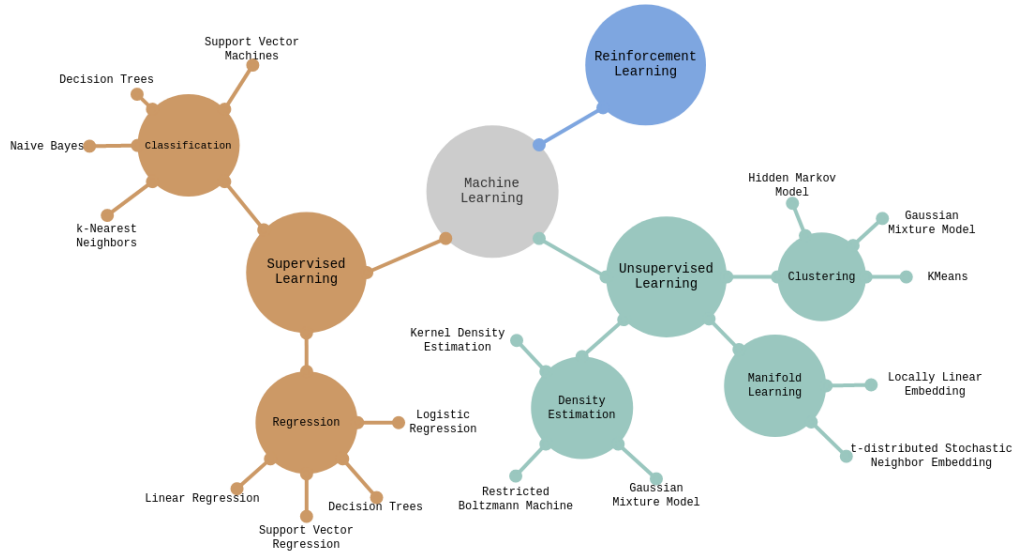 Reinforcement
Learning
Machine
Learning
Support Vector
Machines
Decision Trees
Classification
Naive Bayes
k-Nearest
Neighbors
Supervised
Learning
Regression
Logistic
Regression
Linear Regression
Support Vector
Regression
Decision Trees
Unsupervised
Learning
Hidden Markov
Model
Gaussian
Mixture Model
Clustering
KMeans
Manifold
Learning
Locally Linear
Embedding
t-distributed Stochastic
Neighbor Embedding
Kernel Density
Estimation
Density
Estimation
Restricted
Boltzmann Machine
Gaussian
Mixture Model